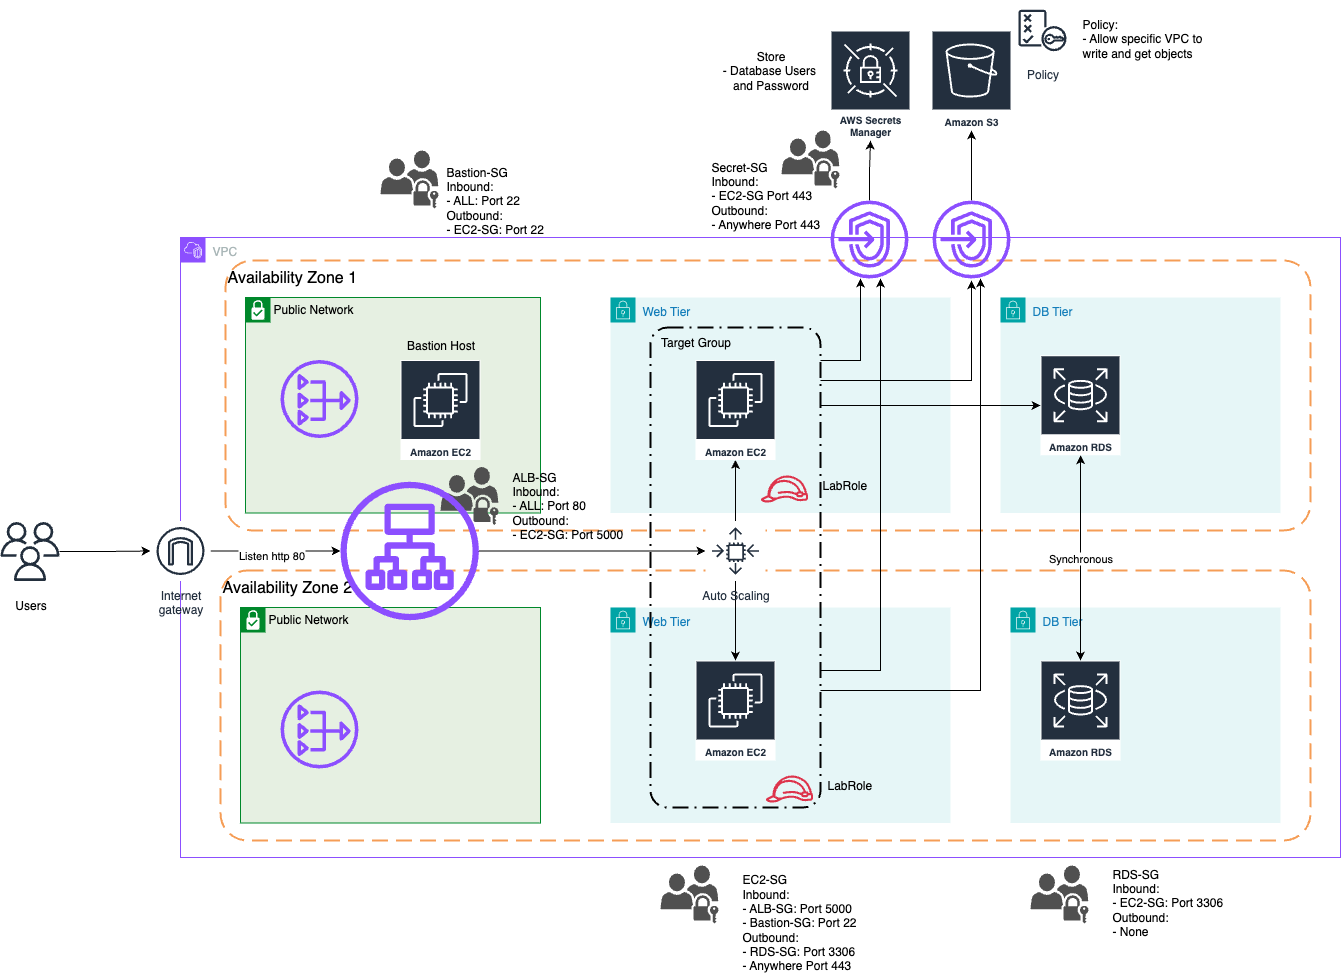 Policy:
- Allow specific VPC to
write and get objects
Policy
Store
- Database Users
and Password
AWS Secrets
Manager
Amazon S3
Bastion-SG
Inbound:
- ALL: Port 22
Outbound:
- EC2-SG: Port 22
Secret-SG
Inbound:
- EC2-SG Port 443
Outbound:
- Anywhere Port 443
VPC
Availability Zone 1
Public Network
Bastion Host
Amazon EC2
Web Tier
Target Group
Amazon EC2
LabRole
DB Tier
Amazon RDS
ALB-SG
Inbound:
- ALL: Port 80
Outbound:
- EC2-SG: Port 5000
Users
Internet
gateway
Listen http 80
Auto Scaling
Synchronous
Availability Zone 2
Public Network
Web Tier
Amazon EC2
LabRole
DB Tier
Amazon RDS
EC2-SG
Inbound:
- ALB-SG: Port 5000
- Bastion-SG: Port 22
Outbound:
- RDS-SG: Port 3306
- Anywhere Port 443
RDS-SG
Inbound:
- EC2-SG: Port 3306
Outbound:
- None